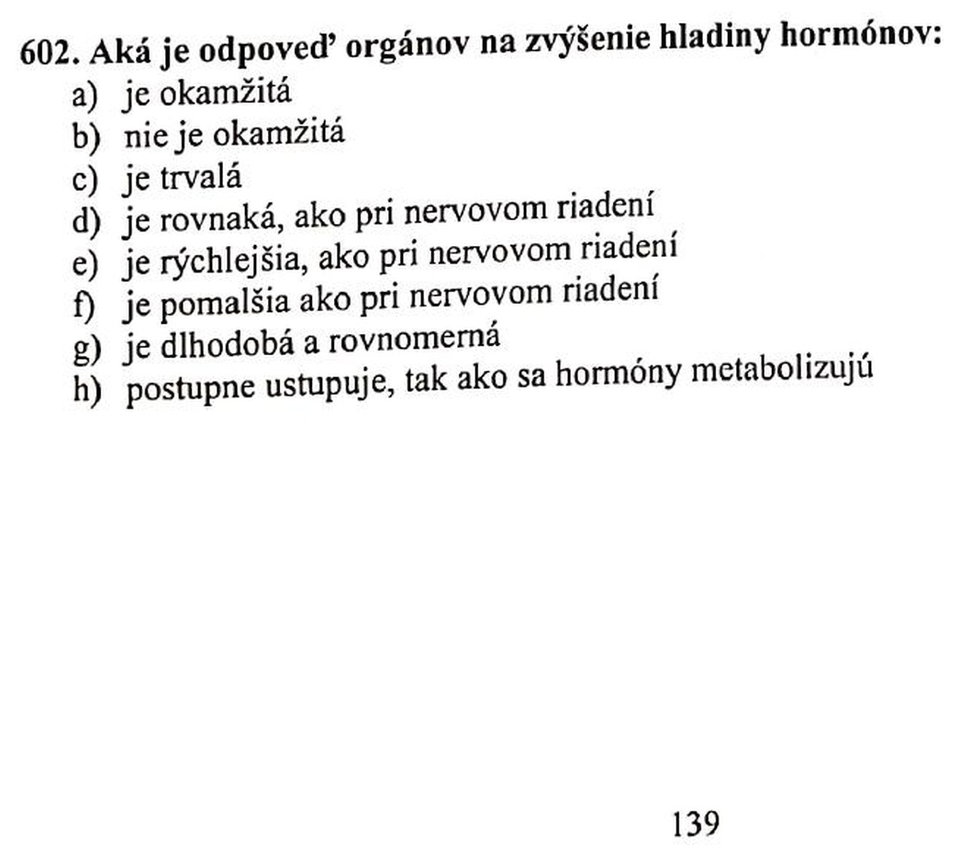 602. Aká je odpoveď orgánov na zvýšenie hladiny hormónov:
a) je okamžitá
b) nie je okamžitá
c) je trvalá
d) je rovnaká, ako pri nervovom riadení
e) je rýchlejšia, ako pri nervovom riadení
f) je pomalšia ako pri nervovom riadení
g) je dlhodobá a rovnomerná
h) postupne ustupuje, tak ako sa hormóny metabolizujú
139